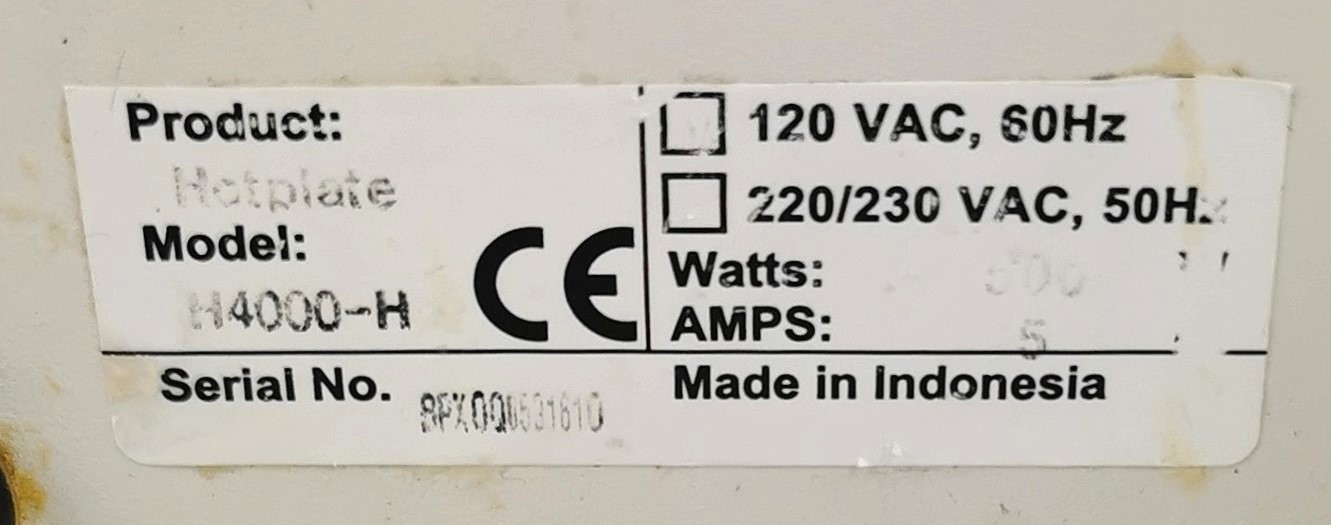 Product:
Hotplate
Model:
H4000-H
CE
120 VAC, 60Hz
220/230 VAC, 50Hz
Watts:
AMPS: 5
Serial No.
Made in Indonesia